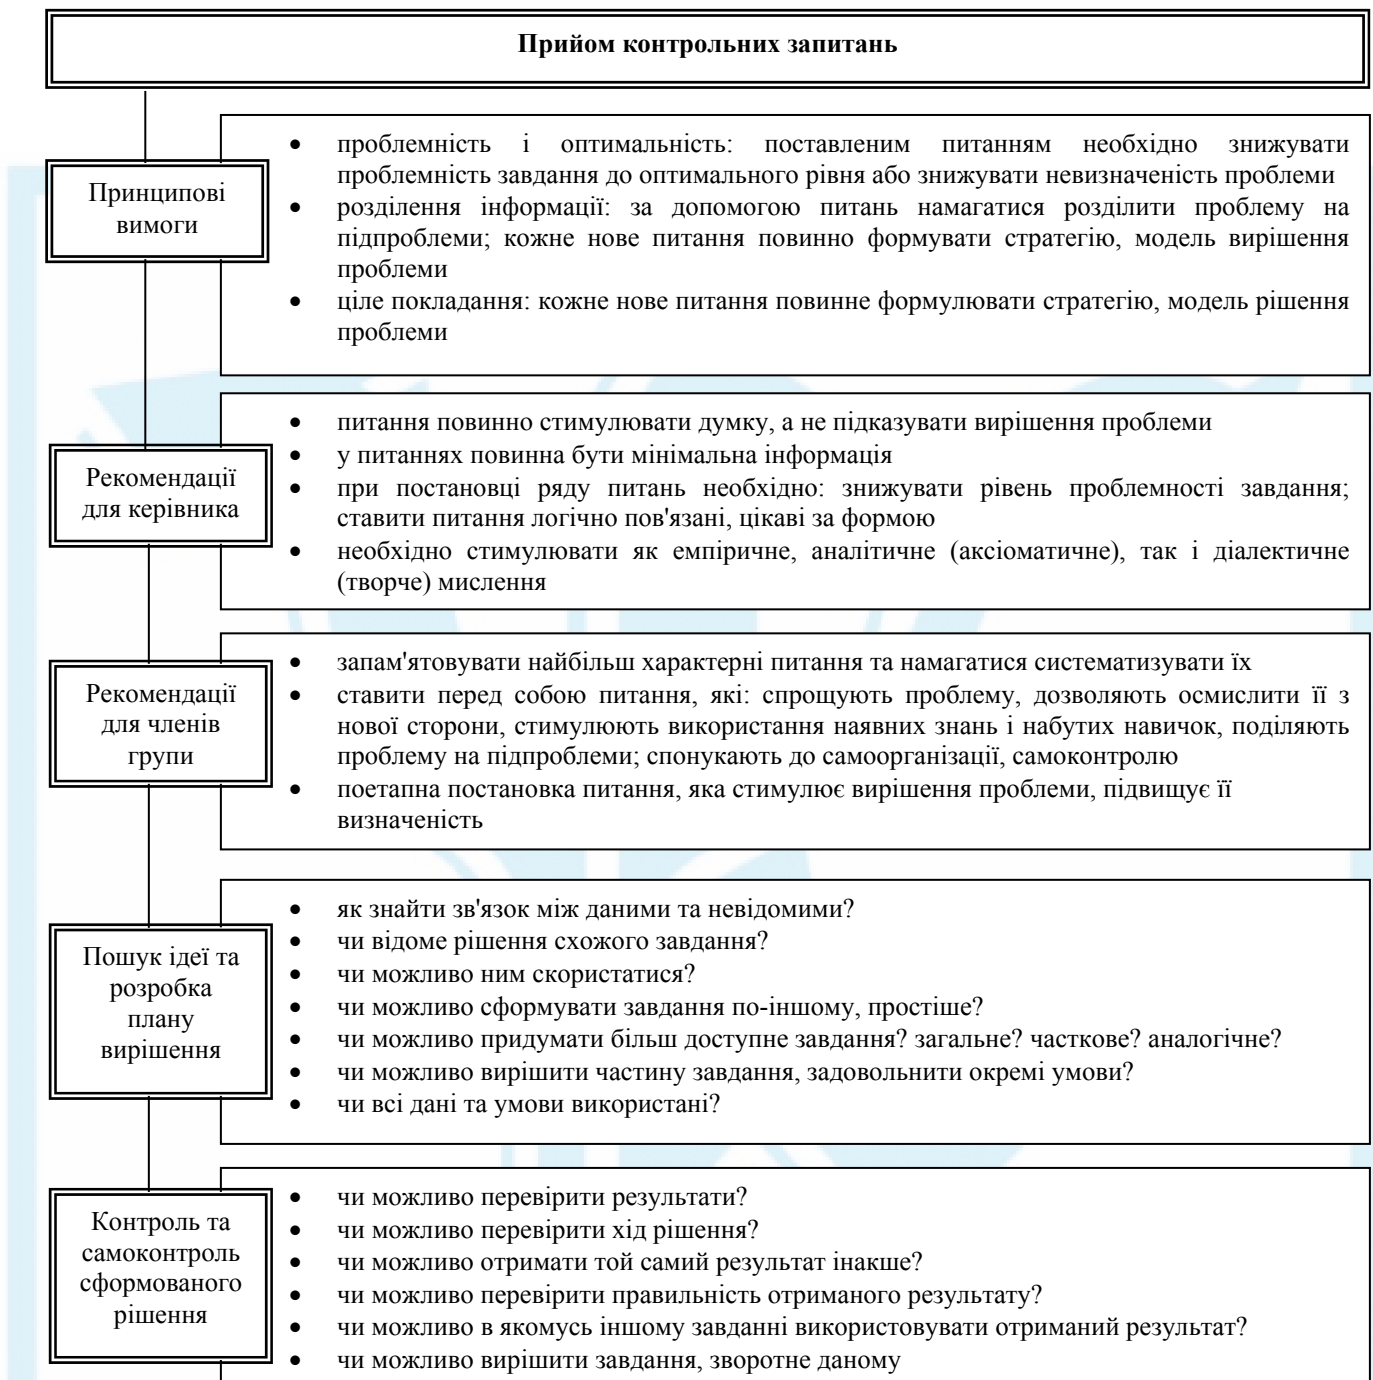 Прийом контрольних запитань
Принципові
вимоги
• проблемність і оптимальність: поставленим питанням необхідно знижувати
проблемність завдання до оптимального рівня або знижувати невизначеність проблеми
• розділення інформації: за допомогою питань намагатися розділити проблему на
підпроблеми; кожне нове питання повинно формувати стратегію, модель вирішення
проблеми
• ціле покладання: кожне нове питання повинне формулювати стратегію, модель рішення
проблеми
Рекомендації
для керівника
• питання повинно стимулювати думку, а не підказувати вирішення проблеми
• у питаннях повинна бути мінімальна інформація
• при постановці ряду питань необхідно: знижувати рівень проблемності завдання;
ставити питання логічно пов'язані, цікаві за формою
• необхідно стимулювати як емпіричне, аналітичне (аксіоматичне), так і діалектичне
(творче) мислення
Рекомендації
для членів
групи
• запам'ятовувати найбільш характерні питання та намагатися систематизувати їх
• ставити перед собою питання, які: спрощують проблему, дозволяють осмислити її з
нової сторони, стимулюють використання наявних знань і набутих навичок, поділяють
проблему на підпроблеми; спонукають до самоорганізації, самоконтролю
• поетапна постановка питання, яка стимулює вирішення проблеми, підвищує її
визначеність
Пошук ідеї та
розробка
плану
вирішення
• як знайти зв'язок між даними та невідомими?
• чи відоме рішення схожого завдання?
• чи можливо ним скористатися?
• чи можливо сформувати завдання по-іншому, простіше?
• чи можливо придумати більш доступне завдання? загальне? часткове? аналогічне?
• чи можливо вирішити частину завдання, задовольнити окремі умови?
• чи всі дані та умови використані?
Контроль та
самоконтроль
сформованого
рішення
• чи можливо перевірити результати?
• чи можливо перевірити хід рішення?
• чи можливо отримати той самий результат інакше?
• чи можливо перевірити правильність отриманого результату?
• чи можливо в якомусь іншому завданні використовувати отриманий результат?
• чи можливо вирішити завдання, зворотне даному